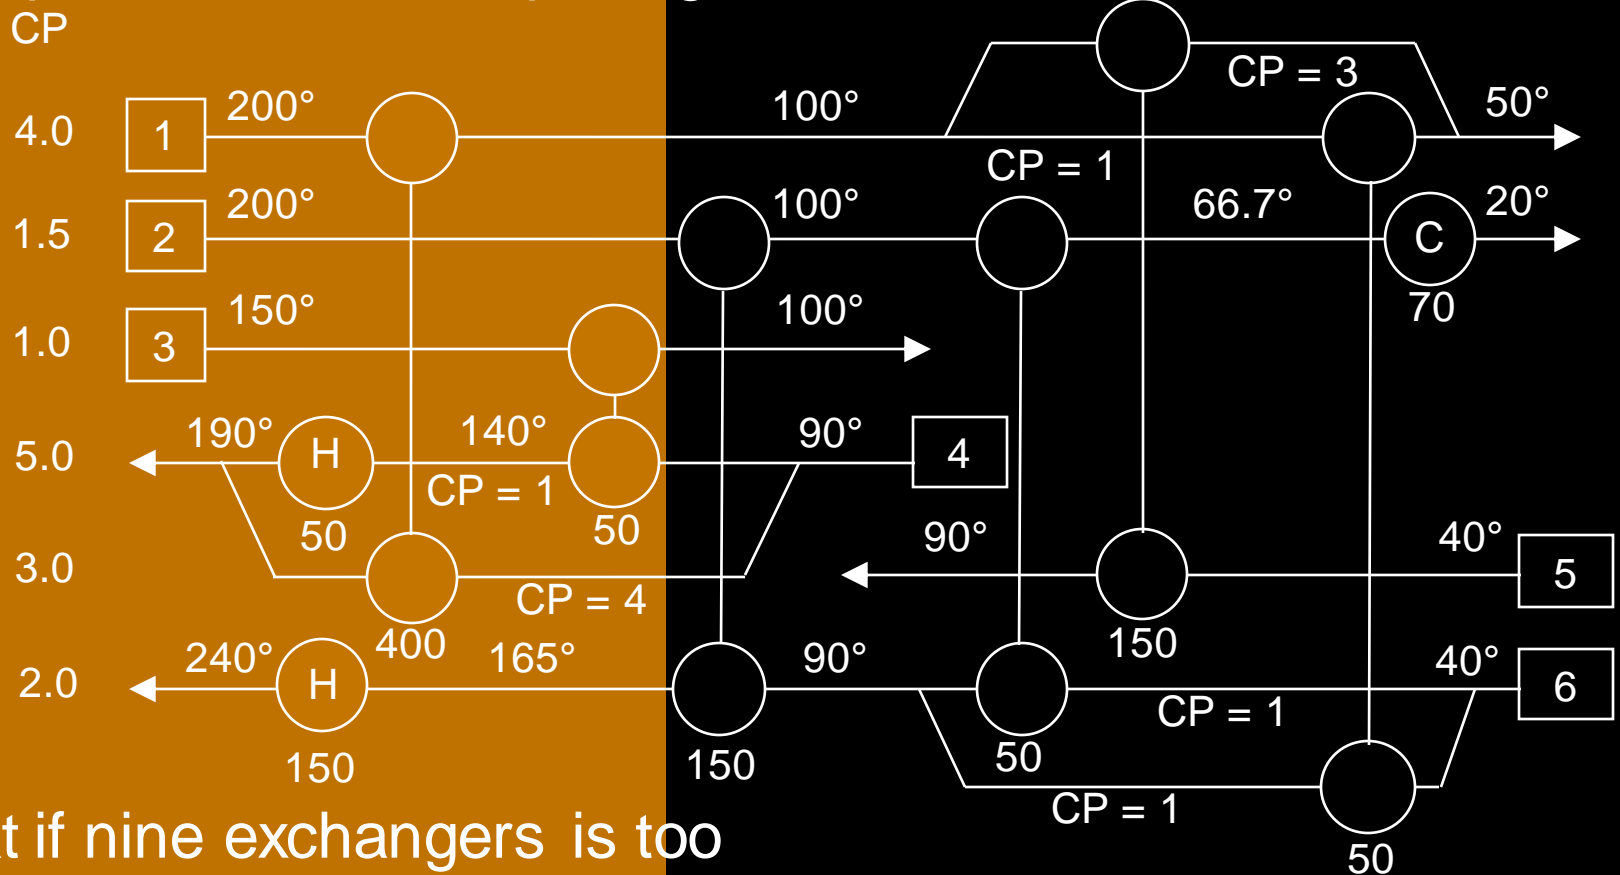 CP
CP = 3
4.0 1 200° 100° 50°
CP = 1
1.5 2 200° 100° 66.7° C 20°
70
1.0 3 150° 100°
5.0 190° H 140° 90° 4
CP = 1
50 50
3.0 90° 40° 5
CP = 4
400 150
2.0 240° H 165° 90° 40° 6
CP = 1
150 150 50
CP = 1
50
t if nine exchangers is too